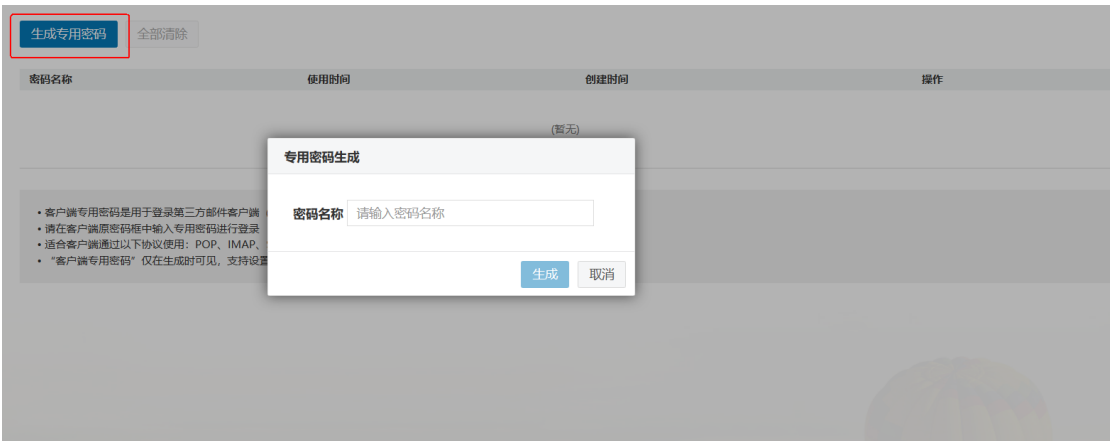 生成专用密码 全部清除
密码名称 使用时间 创建时间 操作
(暂无)
专用密码生成
密码名称 请输入密码名称
生成 取消
• 客户端专用密码是用于登录第三方邮件客户端
• 请在客户端原密码框中输入专用密码进行登录
• 适合客户端通过以下协议使用：POP、IMAP、
• “客户端专用密码”仅在生成时可见，支持设置